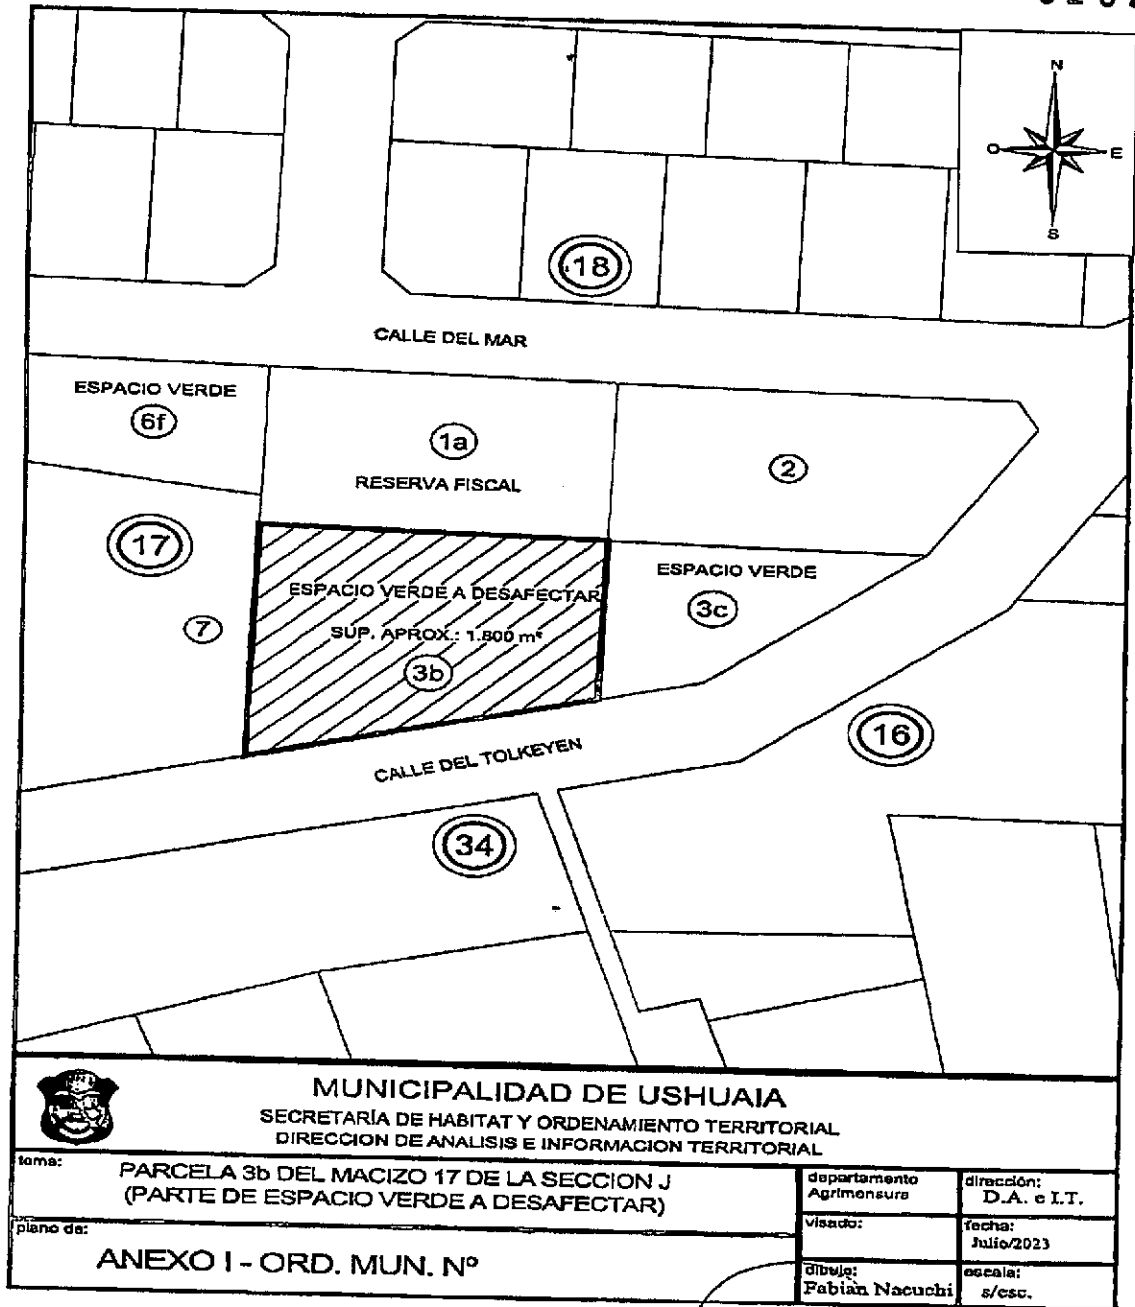 N
O
E
S
18
CALLE DEL MAR
ESPACIO VERDE
6f
1a
RESERVA FISCAL
2
17
ESPACIO VERDE A DESAFECTAR
SUP. APROX.: 1.800 m²
3b
7
ESPACIO VERDE
3c
16
CALLE DEL TOLKEYEN
34
MUNICIPALIDAD DE USHUAIA
SECRETARÍA DE HABITAT Y ORDENAMIENTO TERRITORIAL
DIRECCION DE ANALISIS E INFORMACION TERRITORIAL
tema:
PARCELA 3b DEL MACIZO 17 DE LA SECCION J
(PARTE DE ESPACIO VERDE A DESAFECTAR)
departamento
Agrimensura
dirección:
D.A. e I.T.
plano de:
ANEXO I - ORD. MUN. Nº
visado:
fecha:
Julio/2023
dibujo:
Fabiàn Nacuchi
escala:
s/esc.